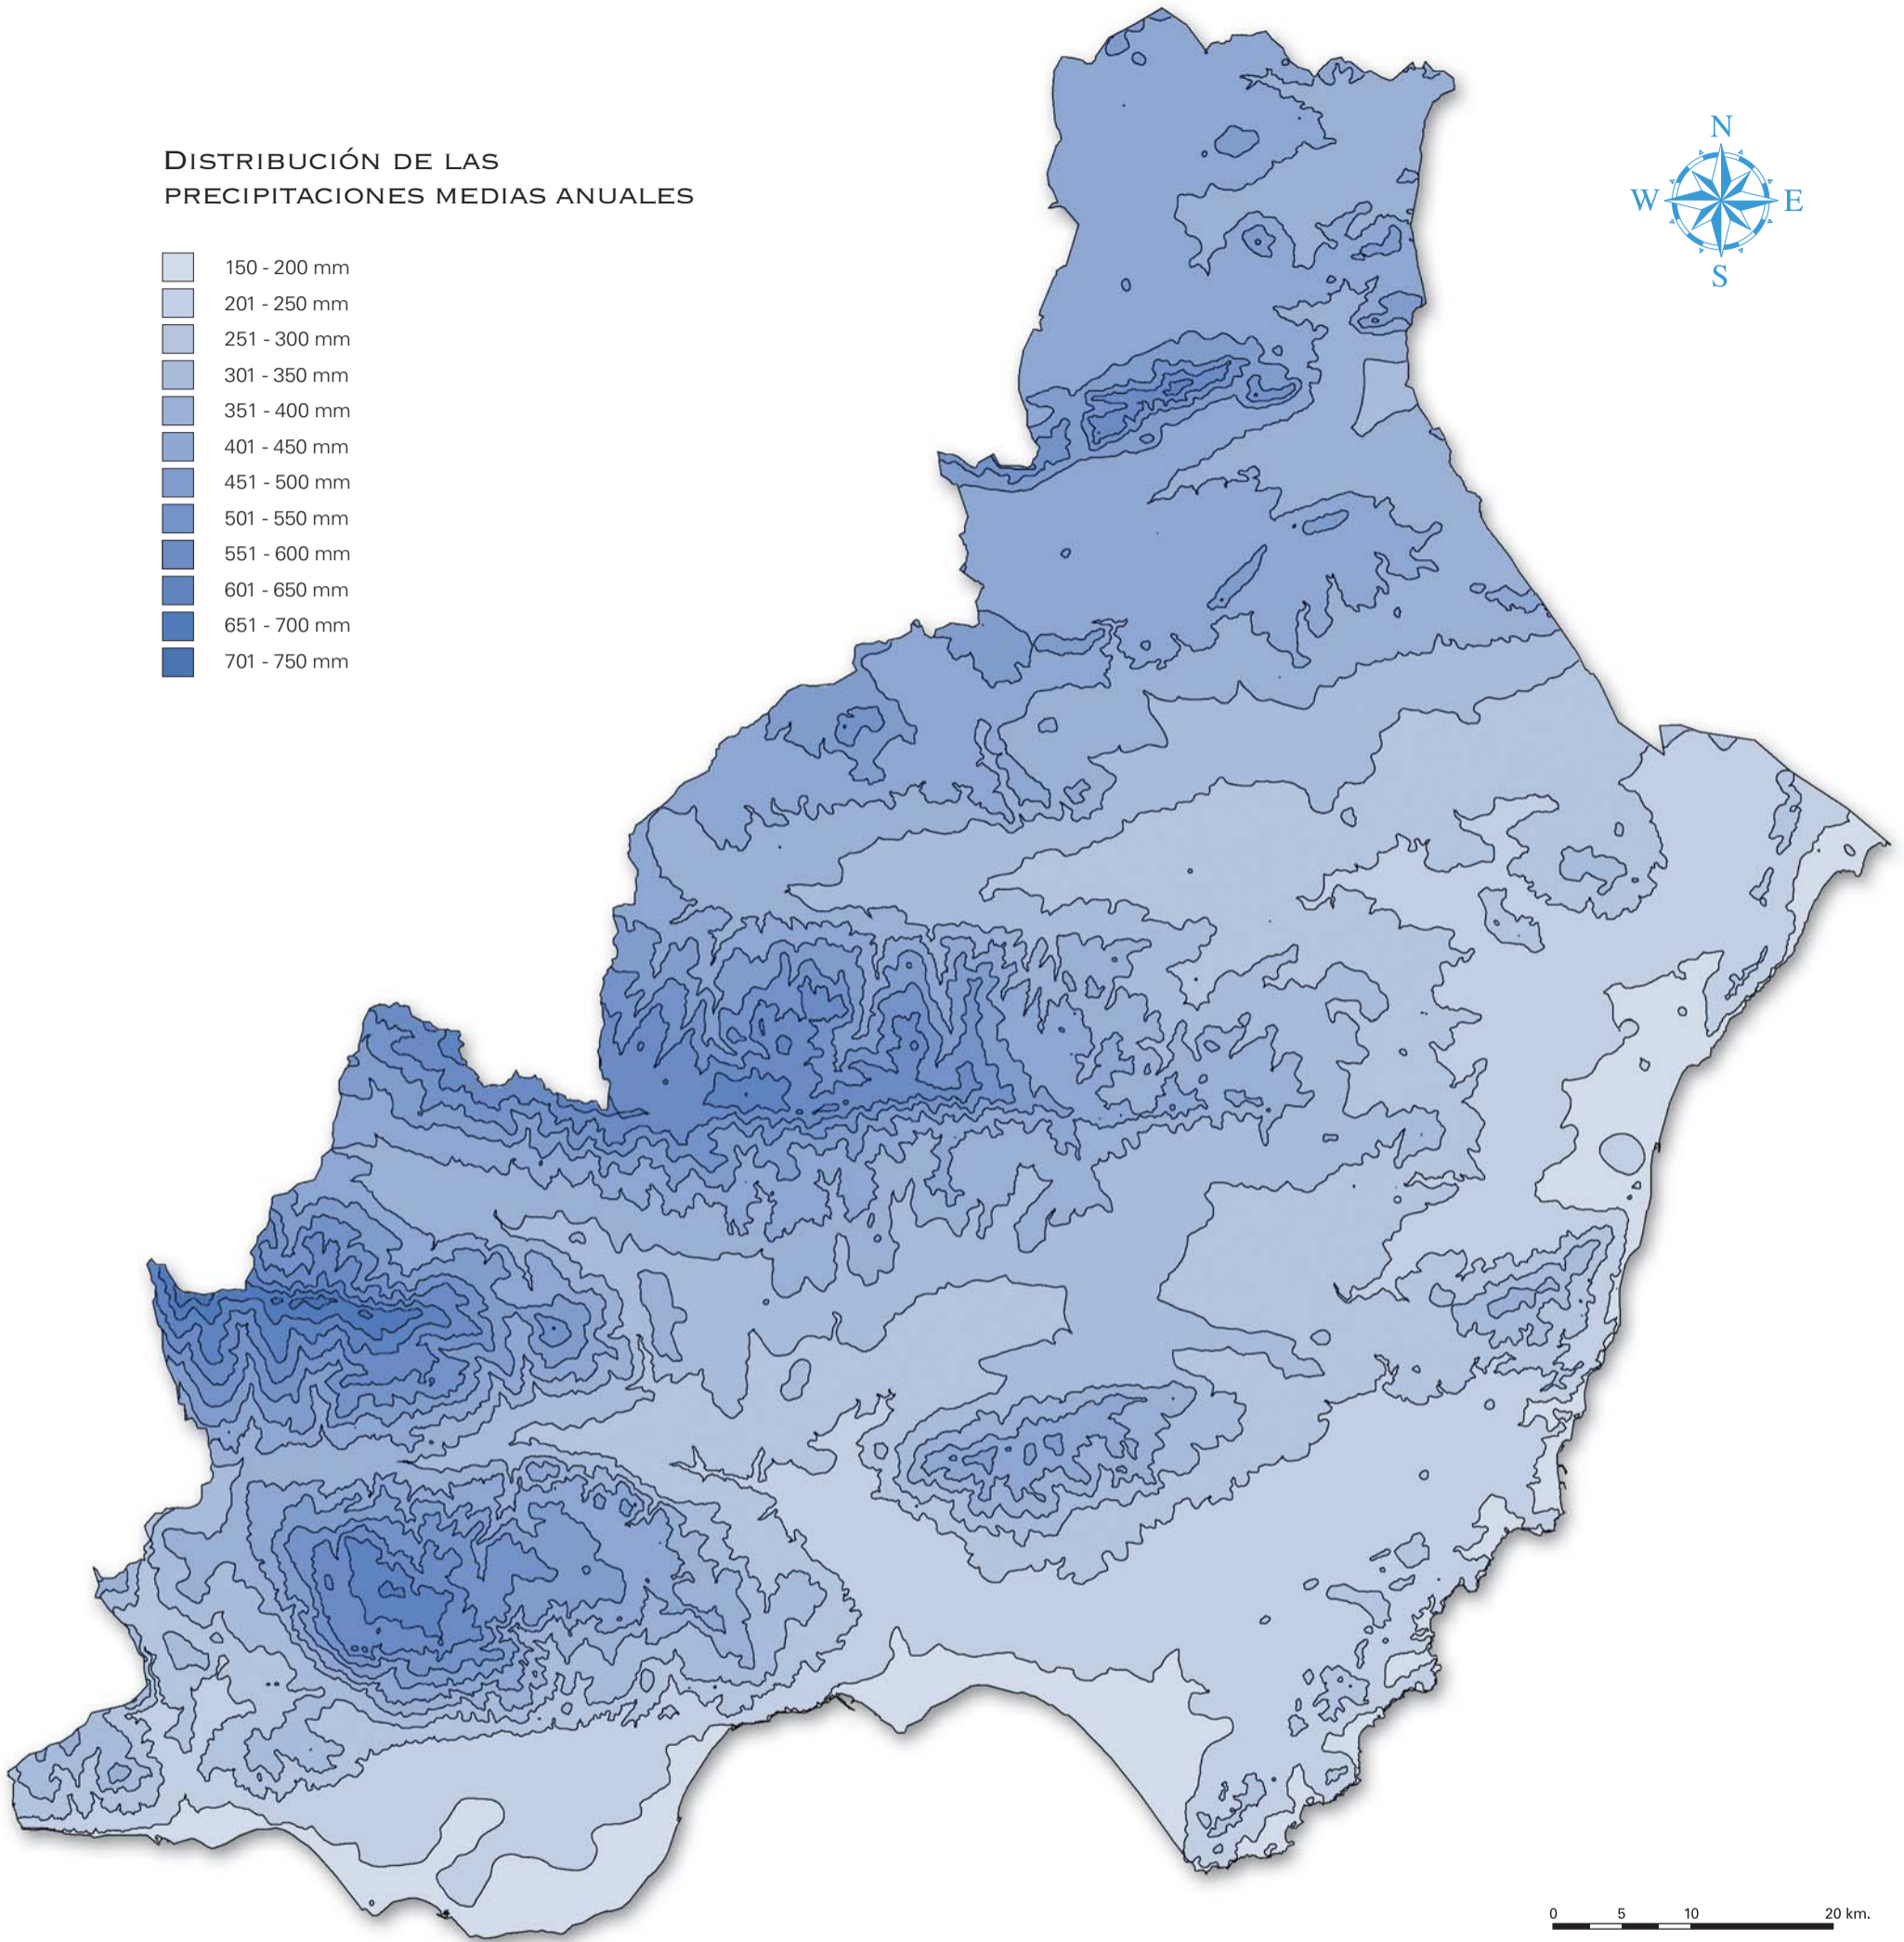 DISTRIBUCIÓN DE LAS
PRECIPITACIONES MEDIAS ANUALES
150 - 200 mm
201 - 250 mm
251 - 300 mm
301 - 350 mm
351 - 400 mm
401 - 450 mm
451 - 500 mm
501 - 550 mm
551 - 600 mm
601 - 650 mm
651 - 700 mm
701 - 750 mm
N
W E
S
0 5 10 20 km.